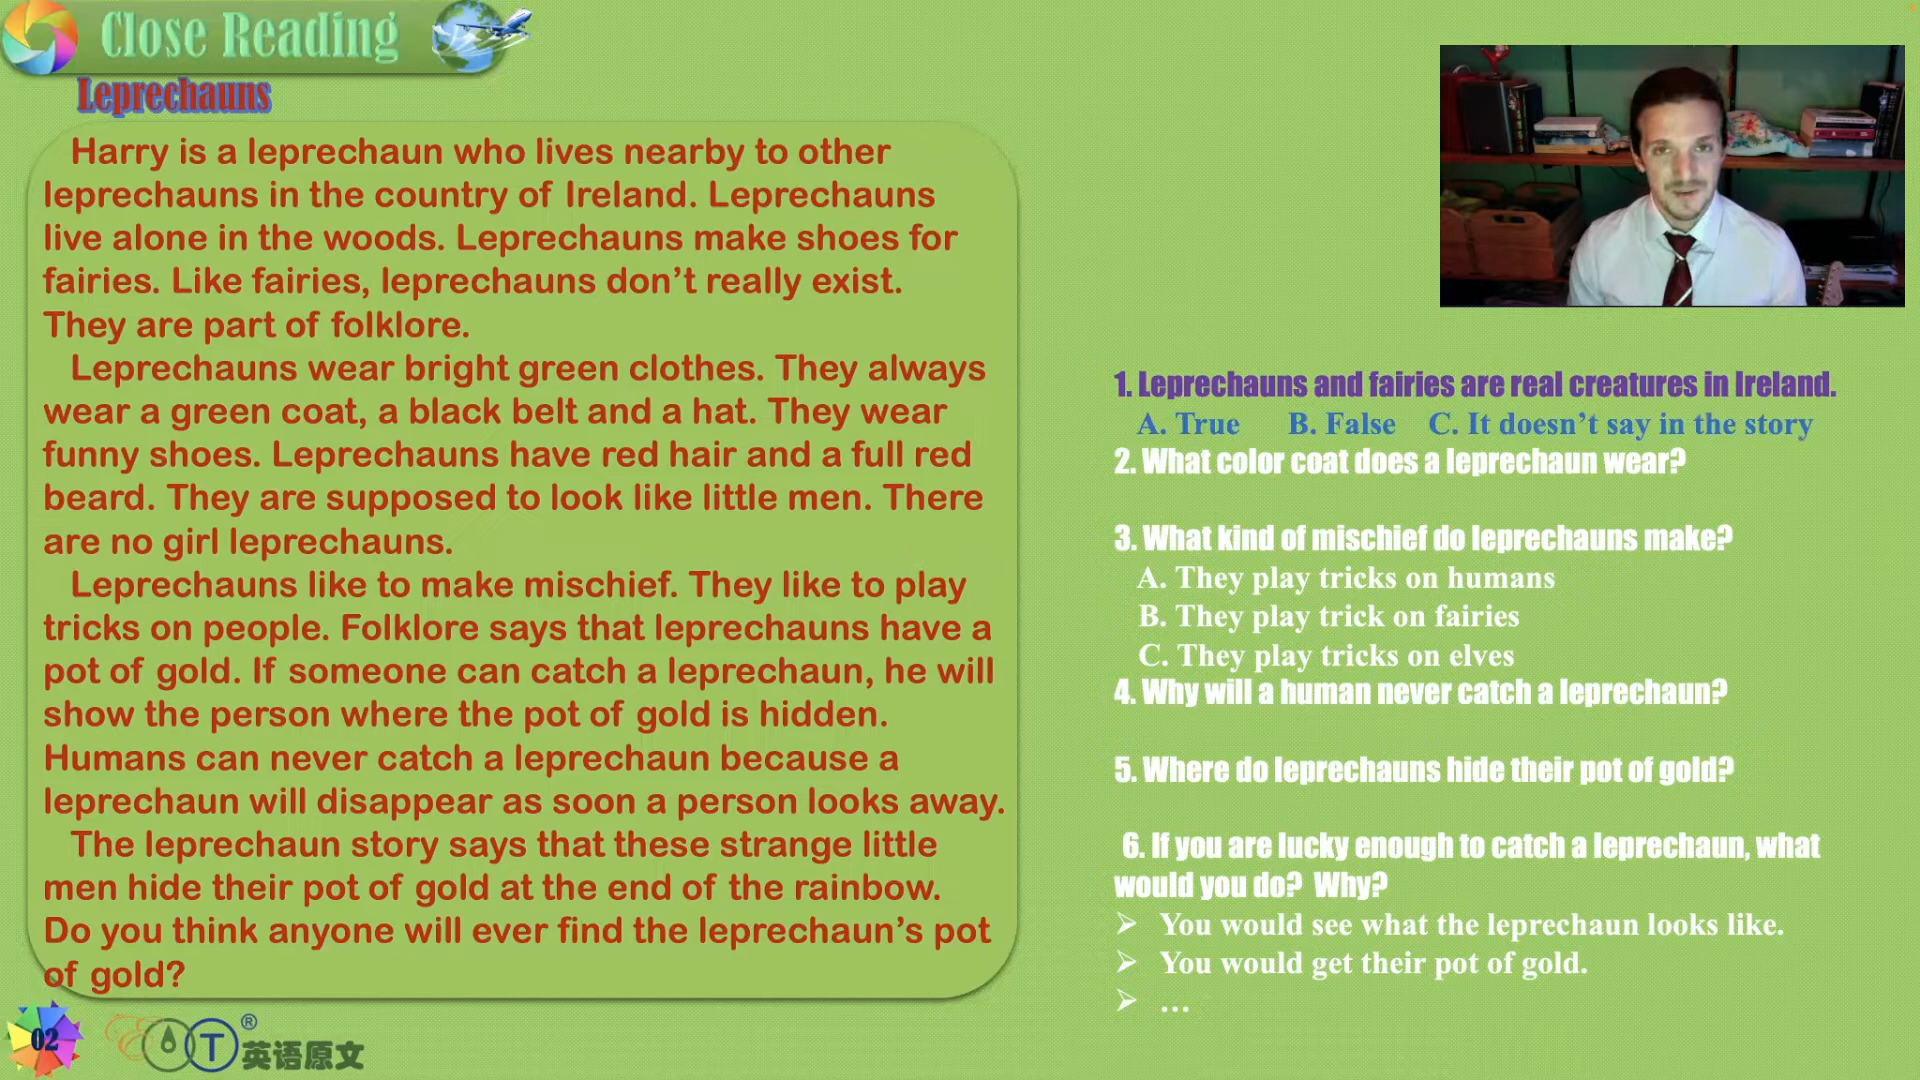 Close Reading
Leprechauns
Harry is a leprechaun who lives nearby to other
leprechauns in the country of Ireland. Leprechauns
live alone in the woods. Leprechauns make shoes for
fairies. Like fairies, leprechauns don’t really exist.
They are part of folklore.
Leprechauns wear bright green clothes. They always
wear a green coat, a black belt and a hat. They wear
funny shoes. Leprechauns have red hair and a full red
beard. They are supposed to look like little men. There
are no girl leprechauns.
Leprechauns like to make mischief. They like to play
tricks on people. Folklore says that leprechauns have a
pot of gold. If someone can catch a leprechaun, he will
show the person where the pot of gold is hidden.
Humans can never catch a leprechaun because a
leprechaun will disappear as soon a person looks away.
The leprechaun story says that these strange little
men hide their pot of gold at the end of the rainbow.
Do you think anyone will ever find the leprechaun’s pot
of gold?
1. Leprechauns and fairies are real creatures in Ireland.
A. True B. False C. It doesn’t say in the story
2. What color coat does a leprechaun wear?
3. What kind of mischief do leprechauns make?
A. They play tricks on humans
B. They play trick on fairies
C. They play tricks on elves
4. Why will a human never catch a leprechaun?
5. Where do leprechauns hide their pot of gold?
6. If you are lucky enough to catch a leprechaun, what
would you do? Why?
➢ You would see what the leprechaun looks like.
➢ You would get their pot of gold.
➢ …
02
T ® 英语原文